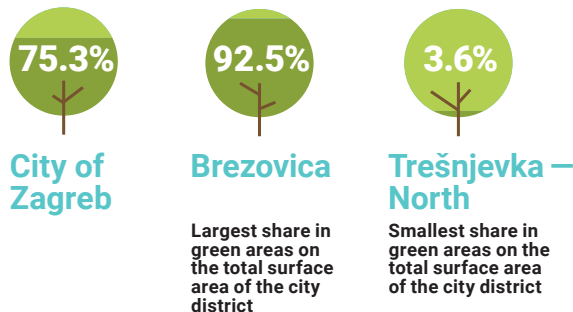 75.3%
92.5%
3.6%
City of
Zagreb
Brezovica
Trešnjevka —
North
Largest share in
green areas on
the total surface
area of the city
district
Smallest share in
green areas on the
total surface area
of the city district